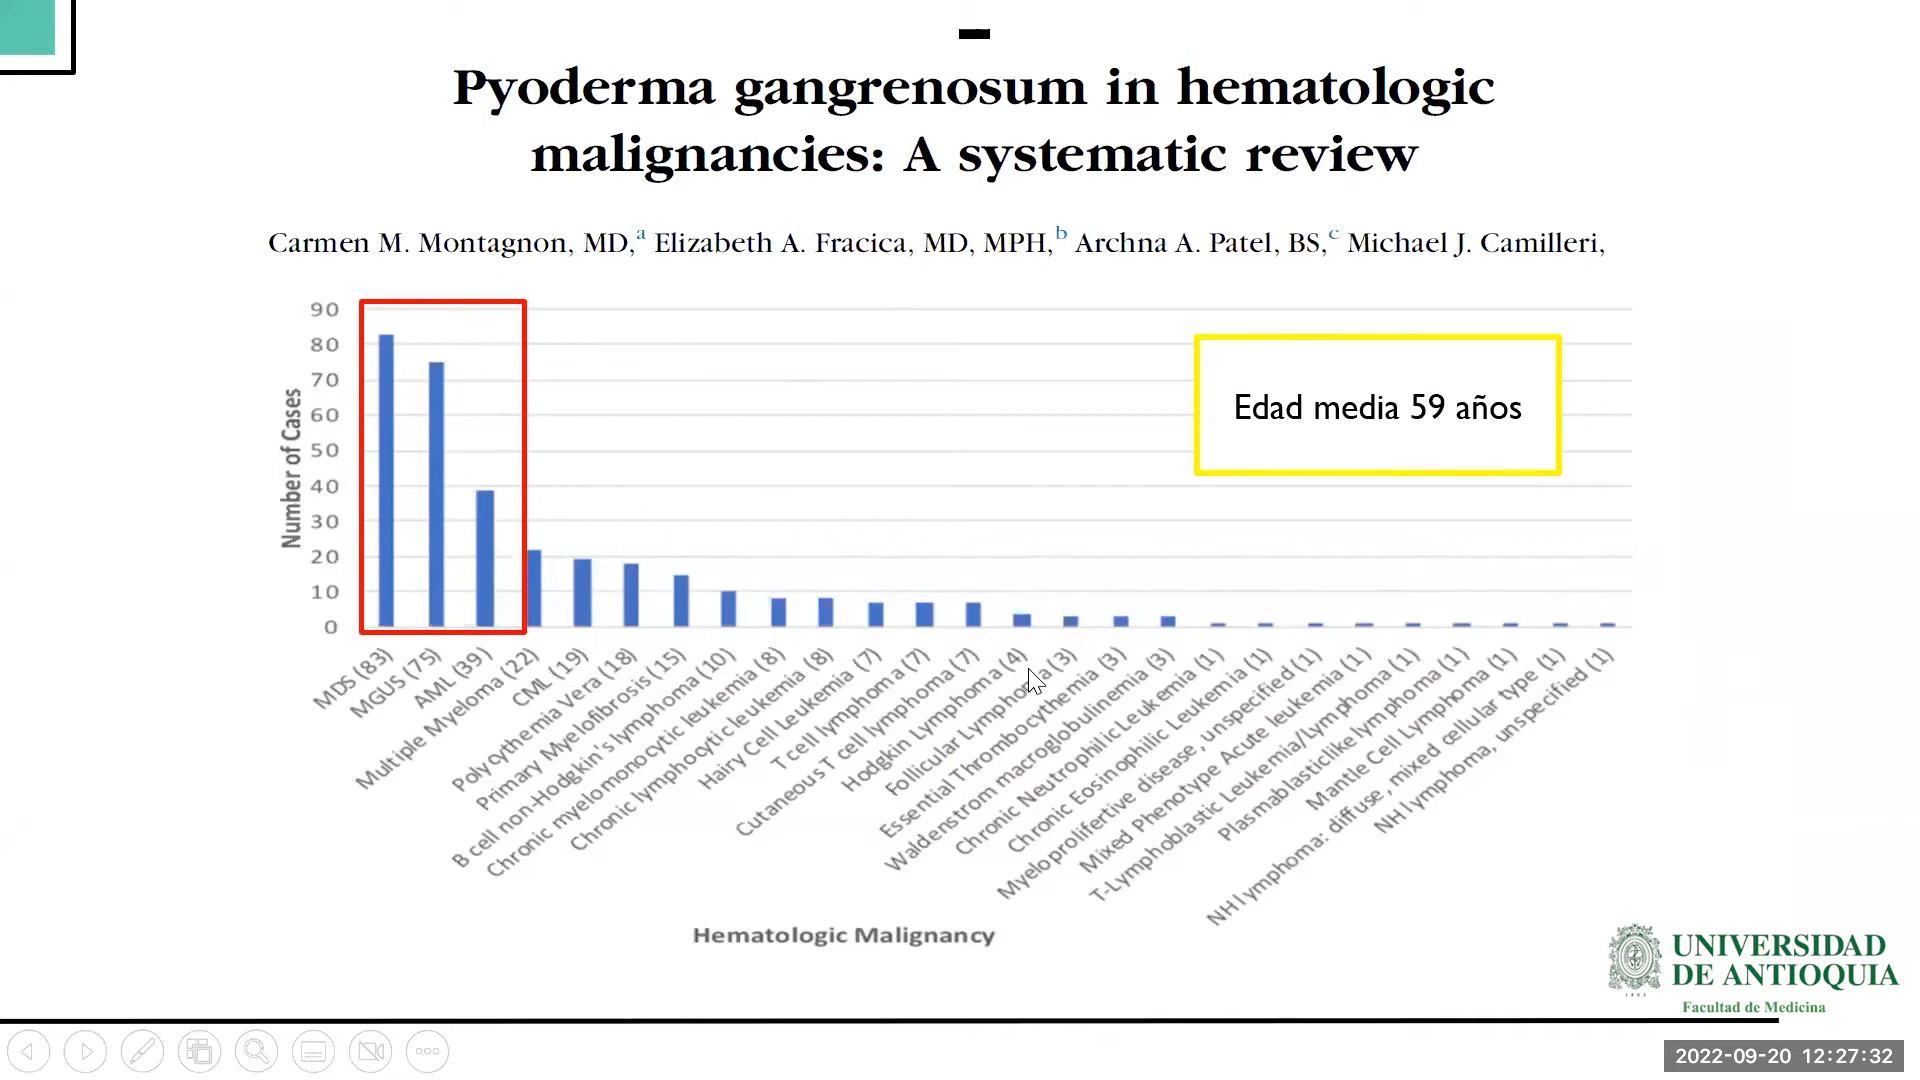 Pyoderma gangrenosum in hematologic
malignancies: A systematic review
Carmen M. Montagnon, MD,a Elizabeth A. Fracica, MD, MPH,b Archna A. Patel, BS,c Michael J. Camilleri,
Number of Cases
90
80
70
60
50
40
30
20
10
0
Edad media 59 años
MDS (83)
MGUS (75)
AML (39)
Multiple Myeloma (22)
CML (19)
Polycythemia Vera (18)
Primary Myelofibrosis (15)
B cell non-Hodgkin's lymphoma (10)
Chronic myelomonocytic leukemia (8)
Chronic lymphocytic leukemia (8)
Hairy Cell Leukemia (7)
T cell lymphoma (7)
Cutaneous T cell lymphoma (7)
Hodgkin Lymphoma (4)
Follicular Lymphoma (3)
Essential Thrombocythemia (3)
Waldenstrom macroglobulinemia (3)
Chronic Neutrophilic Leukemia (1)
Chronic Eosinophilic Leukemia (1)
Myeloprolifertive disease, unspecified (1)
Mixed Phenotype Acute leukemia (1)
T-Lymphoblastic Leukemia/Lymphoma (1)
Plasmablasticlike lymphoma (1)
Mantle Cell Lymphoma (1)
NH lymphoma: diffuse, mixed cellular type (1)
NH lymphoma, unspecified (1)
Hematologic Malignancy
UNIVERSIDAD
DE ANTIOQUIA
1803
Facultad de Medicina
2022-09-20 12:27:32